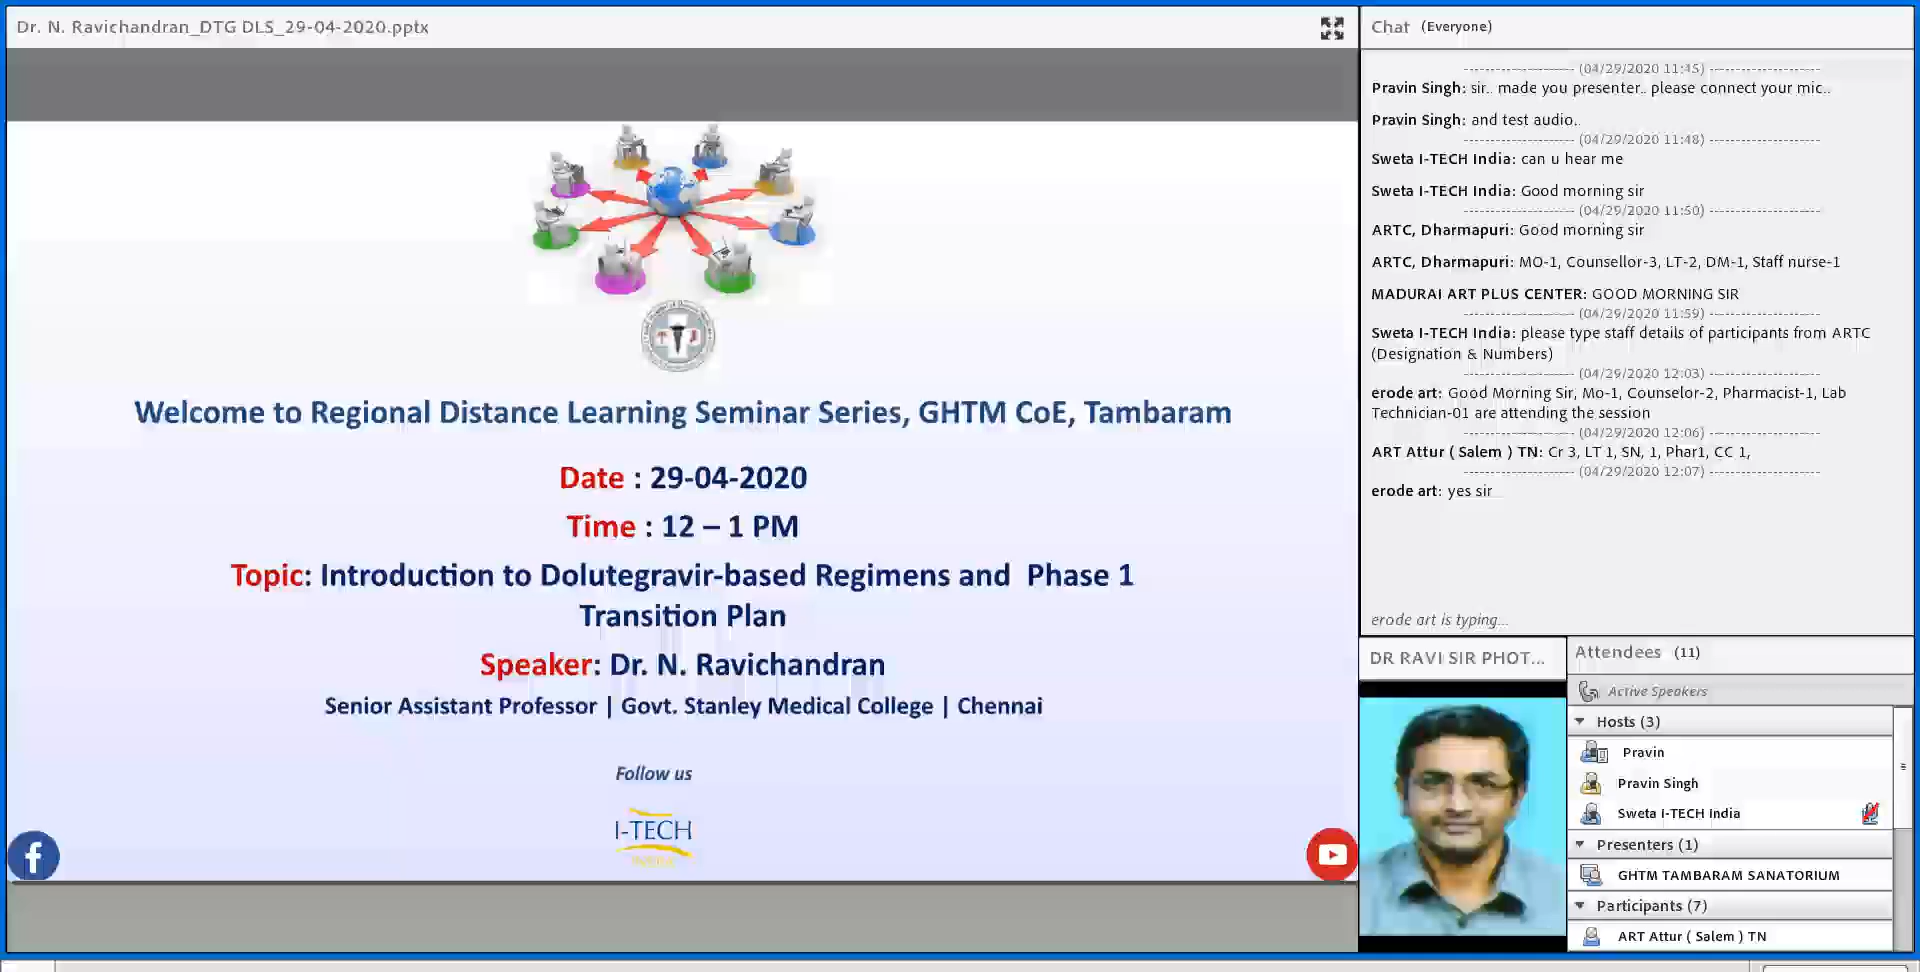 Dr. N. Ravichandran_DTG DLS_29-04-2020.pptx
Welcome to Regional Distance Learning Seminar Series, GHTM CoE, Tambaram
Date : 29-04-2020
Time : 12 – 1 PM
Topic: Introduction to Dolutegravir-based Regimens and Phase 1
Transition Plan
Speaker: Dr. N. Ravichandran
Senior Assistant Professor | Govt. Stanley Medical College | Chennai
Follow us
I-TECH
Chat (Everyone)
(04/29/2020 11:45)
Pravin Singh: sir.. made you presenter.. please connect your mic..
Pravin Singh: and test audio..
(04/29/2020 11:48)
Sweta I-TECH India: can u hear me
Sweta I-TECH India: Good morning sir
(04/29/2020 11:50)
ARTC, Dharmapuri: Good morning sir
ARTC, Dharmapuri: MO-1, Counsellor-3, LT-2, DM-1, Staff nurse-1
MADURAI ART PLUS CENTER: GOOD MORNING SIR
(04/29/2020 11:59)
Sweta I-TECH India: please type staff details of participants from ARTC
(Designation & Numbers)
(04/29/2020 12:03)
erode art: Good Morning Sir, Mo-1, Counselor-2, Pharmacist-1, Lab
Technician-01 are attending the session
(04/29/2020 12:06)
ART Attur ( Salem ) TN: Cr 3, LT 1, SN, 1, Phar1, CC 1,
(04/29/2020 12:07)
erode art: yes sir
erode art is typing...
DR RAVI SIR PHOT...
Attendees (11)
Active Speakers
Hosts (3)
Pravin
Pravin Singh
Sweta I-TECH India
Presenters (1)
GHTM TAMBARAM SANATORIUM
Participants (7)
ART Attur ( Salem ) TN